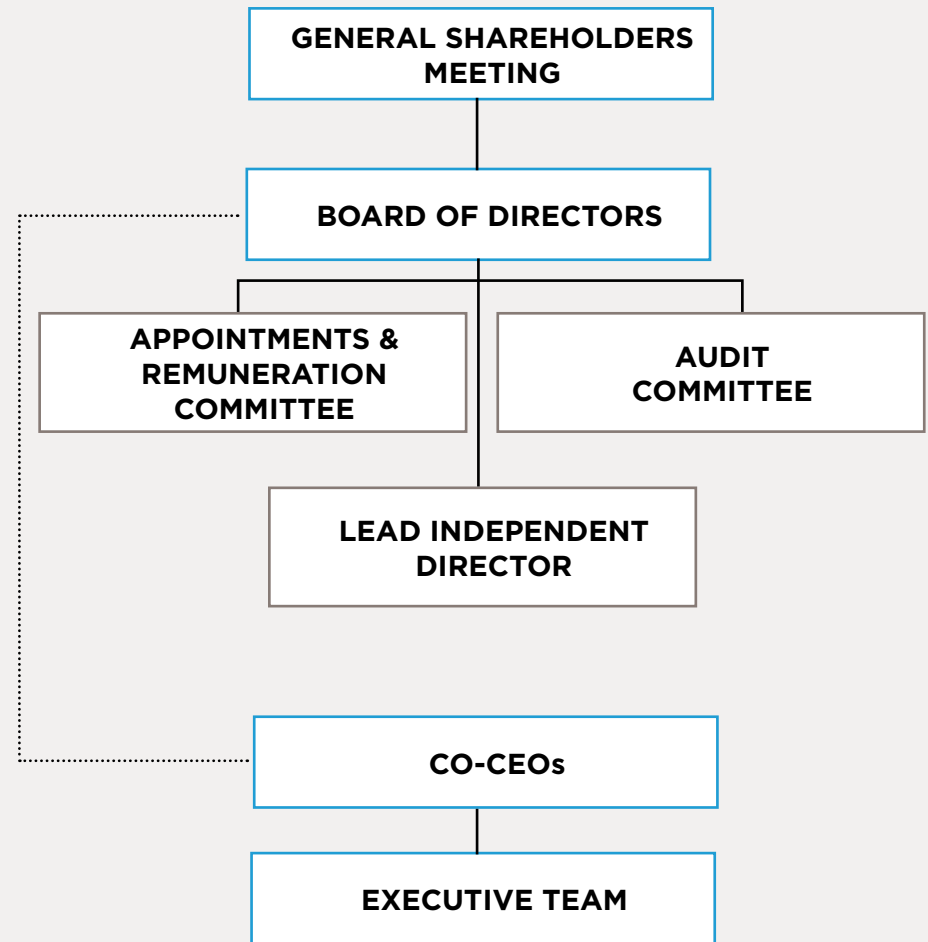 GENERAL SHAREHOLDERS
MEETING
BOARD OF DIRECTORS
APPOINTMENTS &
REMUNERATION
COMMITTEE
AUDIT
COMMITTEE
LEAD INDEPENDENT
DIRECTOR
CO-CEOs
EXECUTIVE TEAM